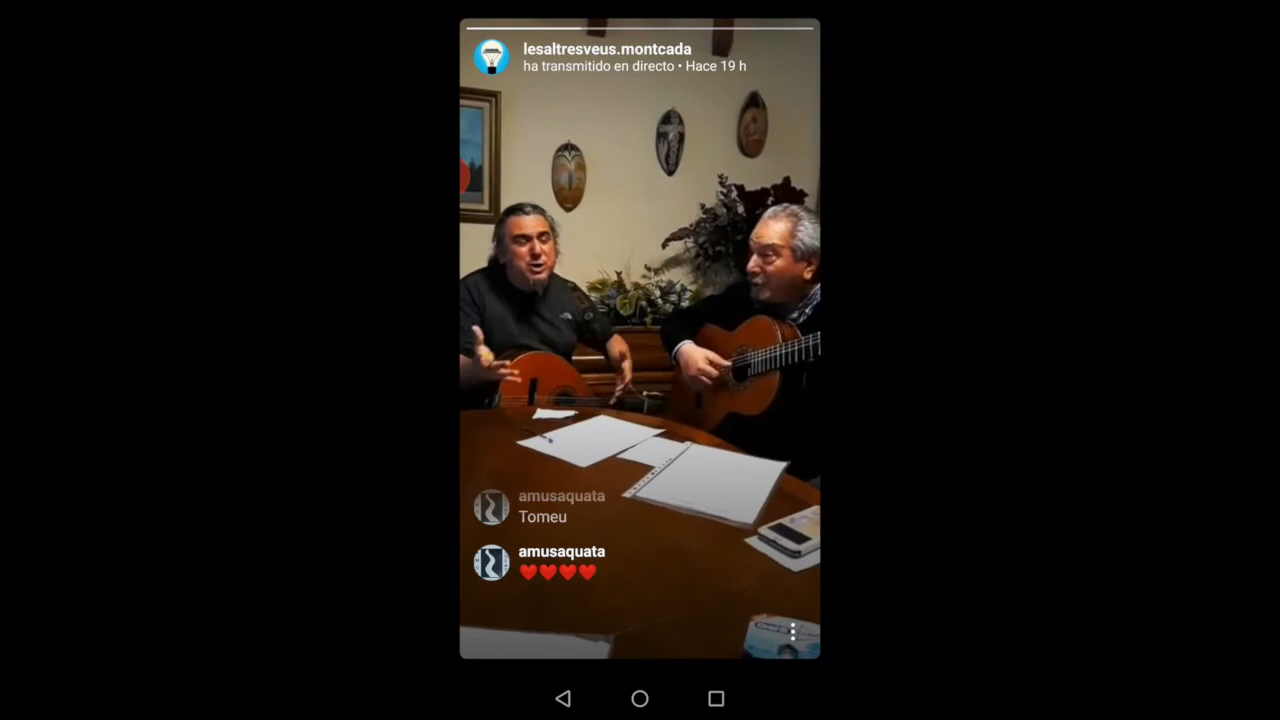 lesaltresveus.montcada
ha transmitido en directo • Hace 19 h
amusaquata
Tomeu
amusaquata
❤❤❤❤